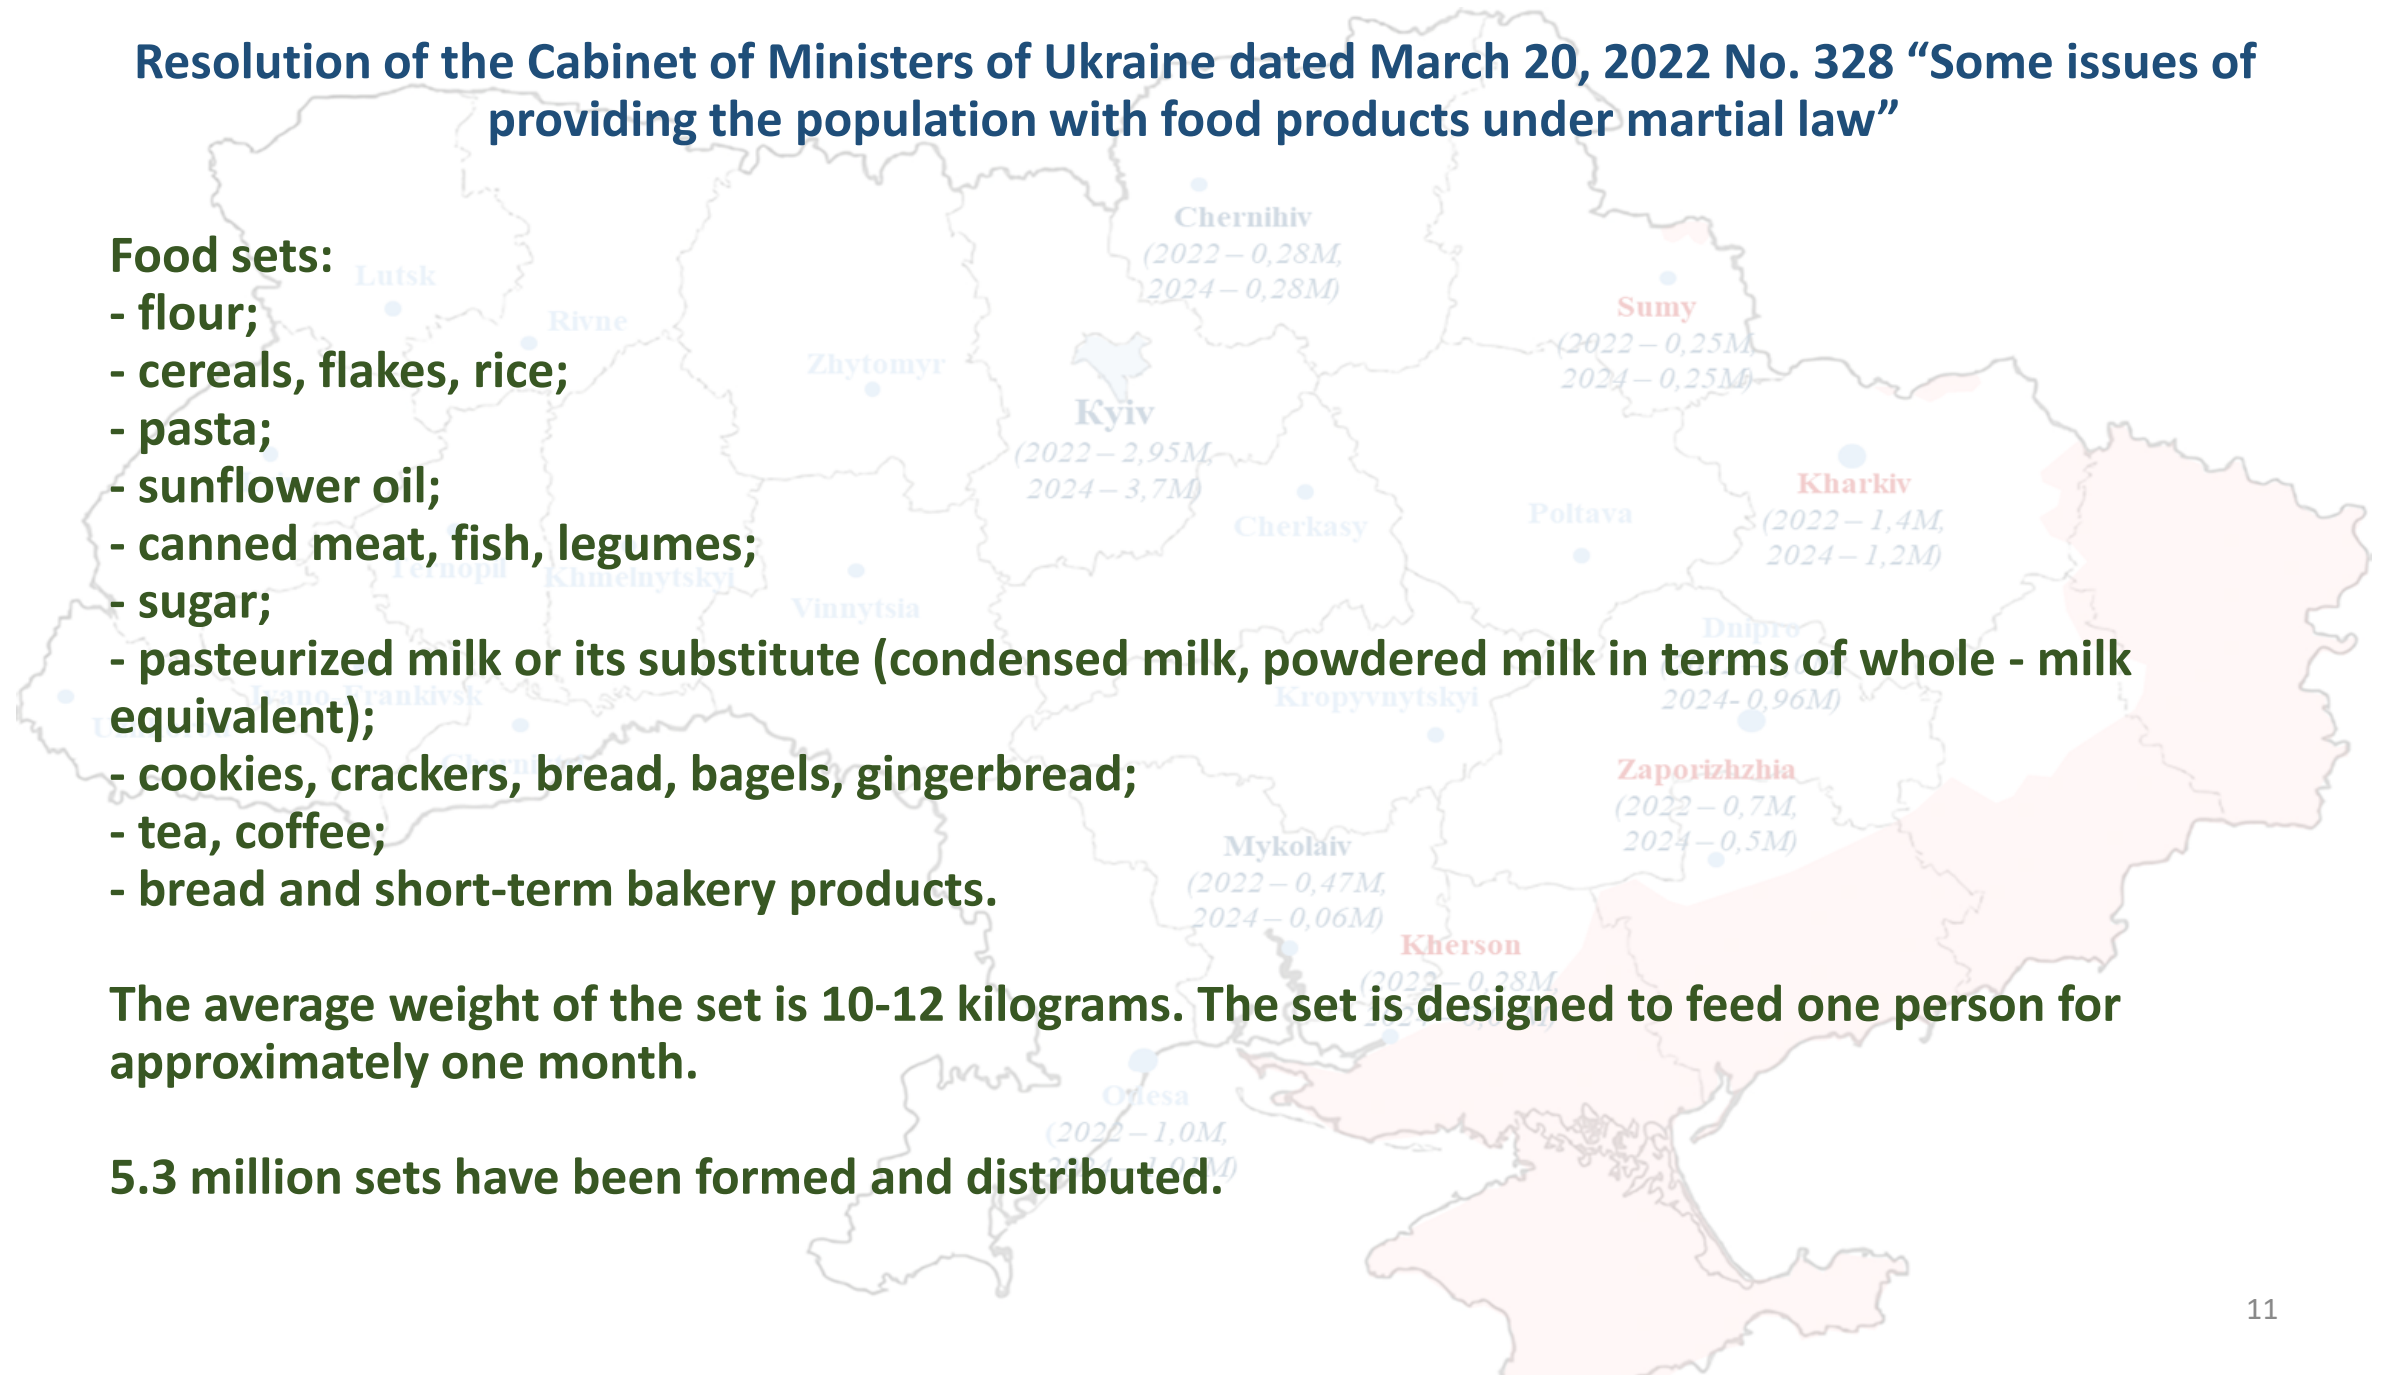 Resolution of the Cabinet of Ministers of Ukraine dated March 20, 2022 No. 328 “Some issues of
providing the population with food products under martial law”
Food sets:
- flour;
- cereals, flakes, rice;
- pasta;
- sunflower oil;
- canned meat, fish, legumes;
- sugar;
- pasteurized milk or its substitute (condensed milk, powdered milk in terms of whole - milk
equivalent);
- cookies, crackers, bread, bagels, gingerbread;
- tea, coffee;
- bread and short-term bakery products.
The average weight of the set is 10-12 kilograms. The set is designed to feed one person for
approximately one month.
5.3 million sets have been formed and distributed.
Chernihiv
(2022 – 0,28M,
2024 – 0,28M)
Lutsk
Rivne
Zhytomyr
Sumy
(2022 – 0,25M,
2024 – 0,25M)
Kyiv
(2022 – 2,95M,
2024 – 3,7M)
Cherkasy
Poltava
Kharkiv
(2022 – 1,4M,
2024 – 1,2M)
Ternopil
Khmelnytskyi
Vinnytsia
Dnipro
2024- 0,96M)
Ivano-Frankivsk
Kropyvnytskyi
Zaporizhzhia
(2022 – 0,7M,
2024 – 0,5M)
Mykolaiv
(2022 – 0,47M,
2024 – 0,06M)
Kherson
(2022 – 0,28M,
Odesa
(2022 – 1,0M,
11